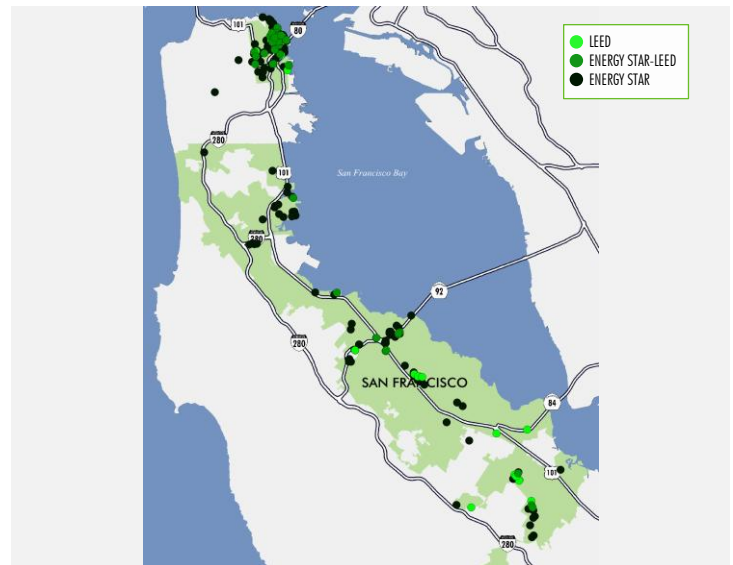 101
80
LEED
ENERGY STAR-LEED
ENERGY STAR
280
101
San Francisco Bay
280
92
280
SAN FRANCISCO
84
101
280